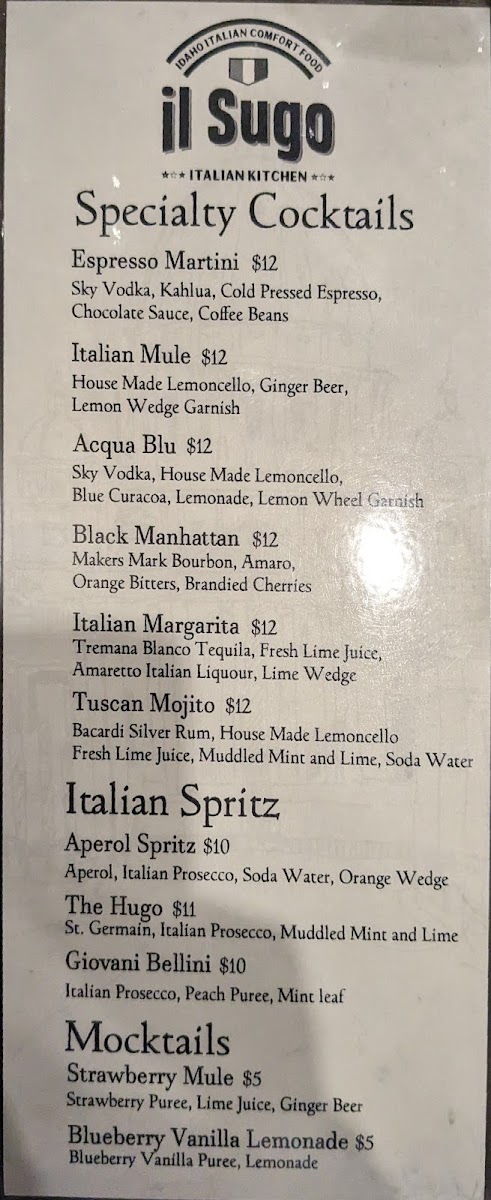 IDAHO ITALIAN COMFORT FOOD
il Sugo
ITALIAN KITCHEN
Specialty Cocktails
Espresso Martini $12
Sky Vodka, Kahlua, Cold Pressed Espresso,
Chocolate Sauce, Coffee Beans
Italian Mule $12
House Made Lemoncello, Ginger Beer,
Lemon Wedge Garnish
Acqua Blu $12
Sky Vodka, House Made Lemoncello,
Blue Curacoa, Lemonade, Lemon Wheel Garnish
Black Manhattan $12
Makers Mark Bourbon, Amaro,
Orange Bitters, Brandied Cherries
Italian Margarita $12
Tremana Blanco Tequila, Fresh Lime Juice,
Amaretto Italian Liquour, Lime Wedge
Tuscan Mojito $12
Bacardi Silver Rum, House Made Lemoncello
Fresh Lime Juice, Muddled Mint and Lime, Soda Water
Italian Spritz
Aperol Spritz $10
Aperol, Italian Prosecco, Soda Water, Orange Wedge
The Hugo $11
St. Germain, Italian Prosecco, Muddled Mint and Lime
Giovani Bellini $10
Italian Prosecco, Peach Puree, Mint leaf
Mocktails
Strawberry Mule $5
Strawberry Puree, Lime Juice, Ginger Beer
Blueberry Vanilla Lemonade $5
Blueberry Vanilla Puree, Lemonade